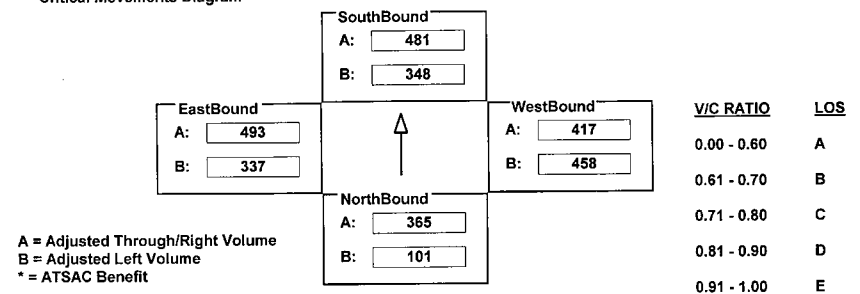 Critical Movements Diagram
SouthBound
A: 481
B: 348
EastBound
A: 493
B: 337
WestBound
A: 417
B: 458
NorthBound
A: 365
B: 101
A = Adjusted Through/Right Volume
B = Adjusted Left Volume
* = ATSAC Benefit
V/C RATIO LOS
0.00 - 0.60 A
0.61 - 0.70 B
0.71 - 0.80 C
0.81 - 0.90 D
0.91 - 1.00 E